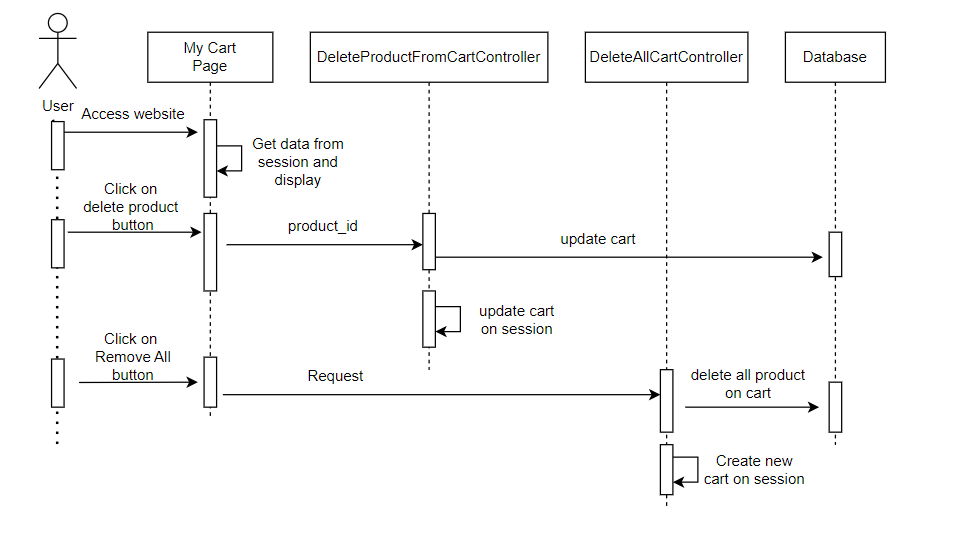 My Cart
Page
DeleteProductFromCartController
DeleteAllCartController
Database
User
Access website
Get data from
session and
display
Click on
delete product
button
product_id
update cart
update cart
on session
Click on
Remove All
button
Request
delete all product
on cart
Create new
cart on session